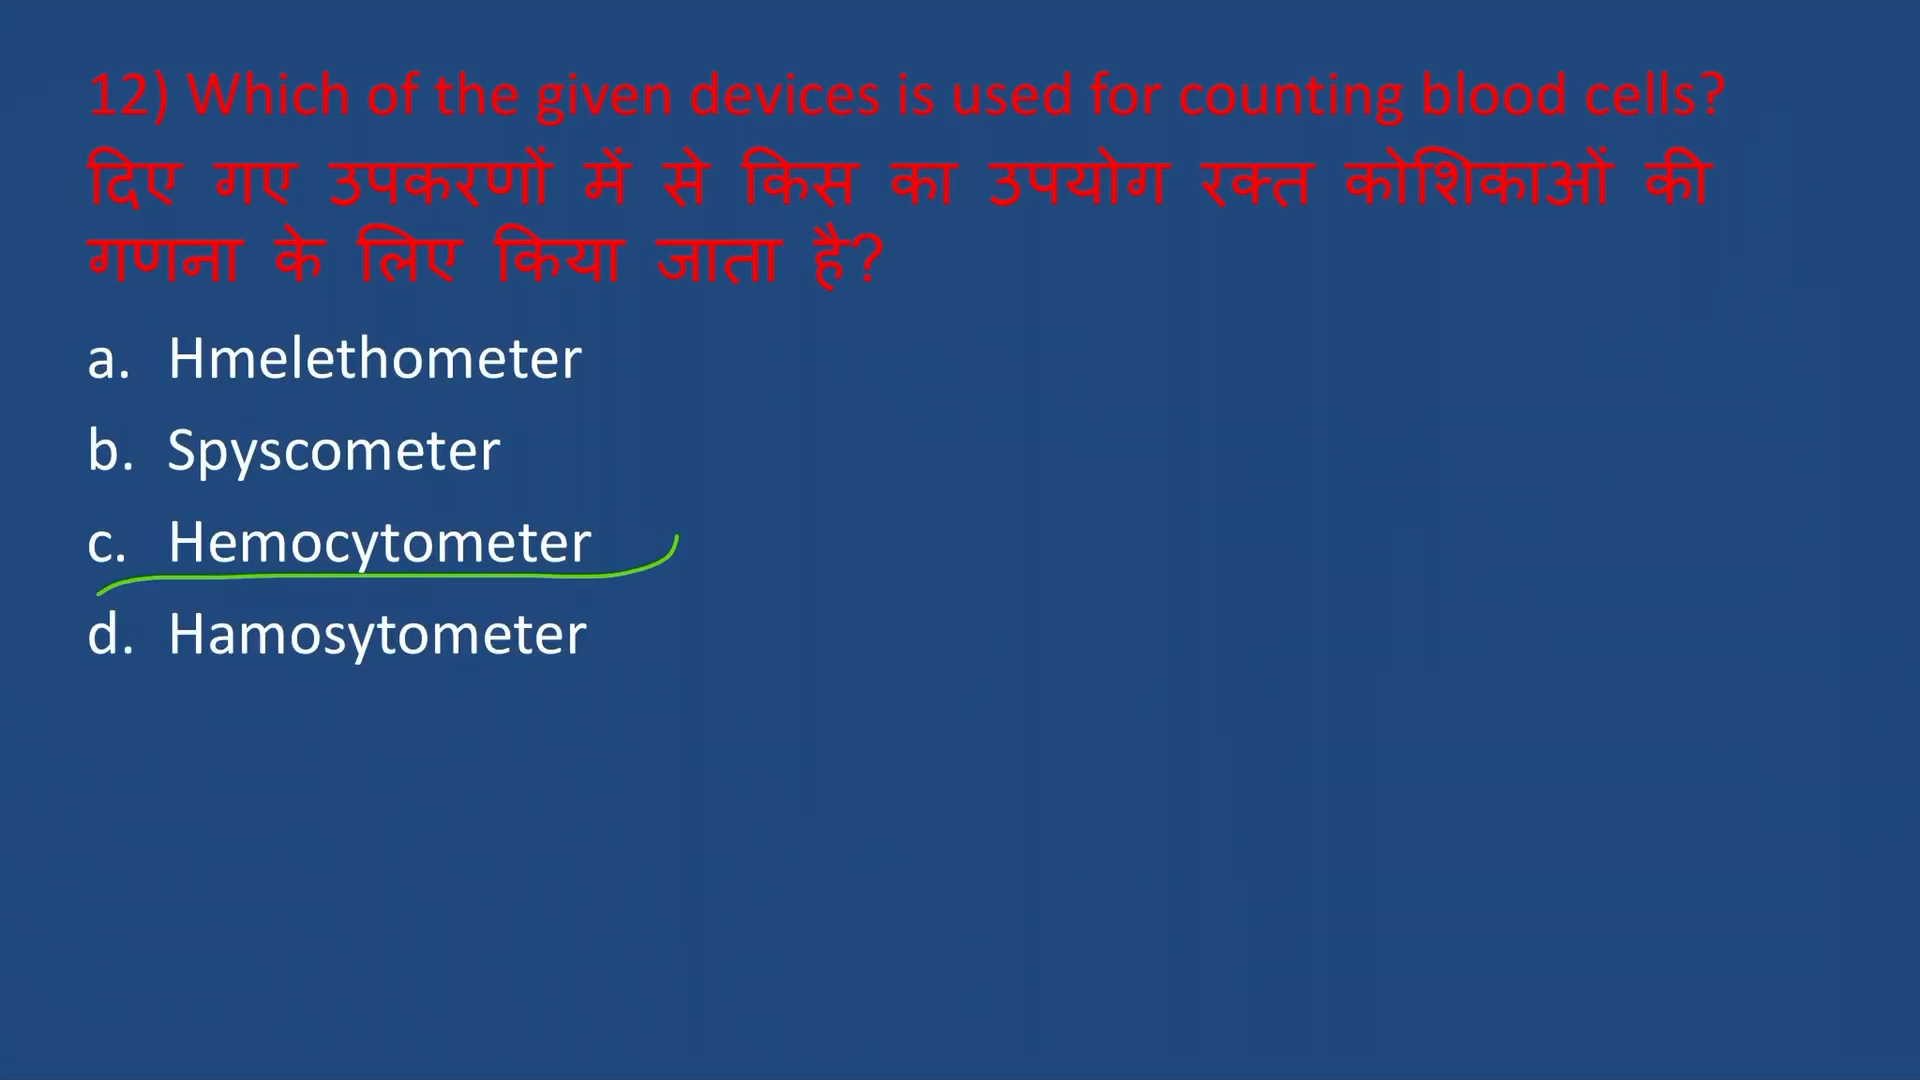 12) Which of the given devices is used for counting blood cells?
दिए गए उपकरणों में से किस का उपयोग रक्त कोशिकाओं की
गणना के लिए किया जाता है?
a. Hmelethometer
b. Spyscometer
c. Hemocytometer
d. Hamosytometer